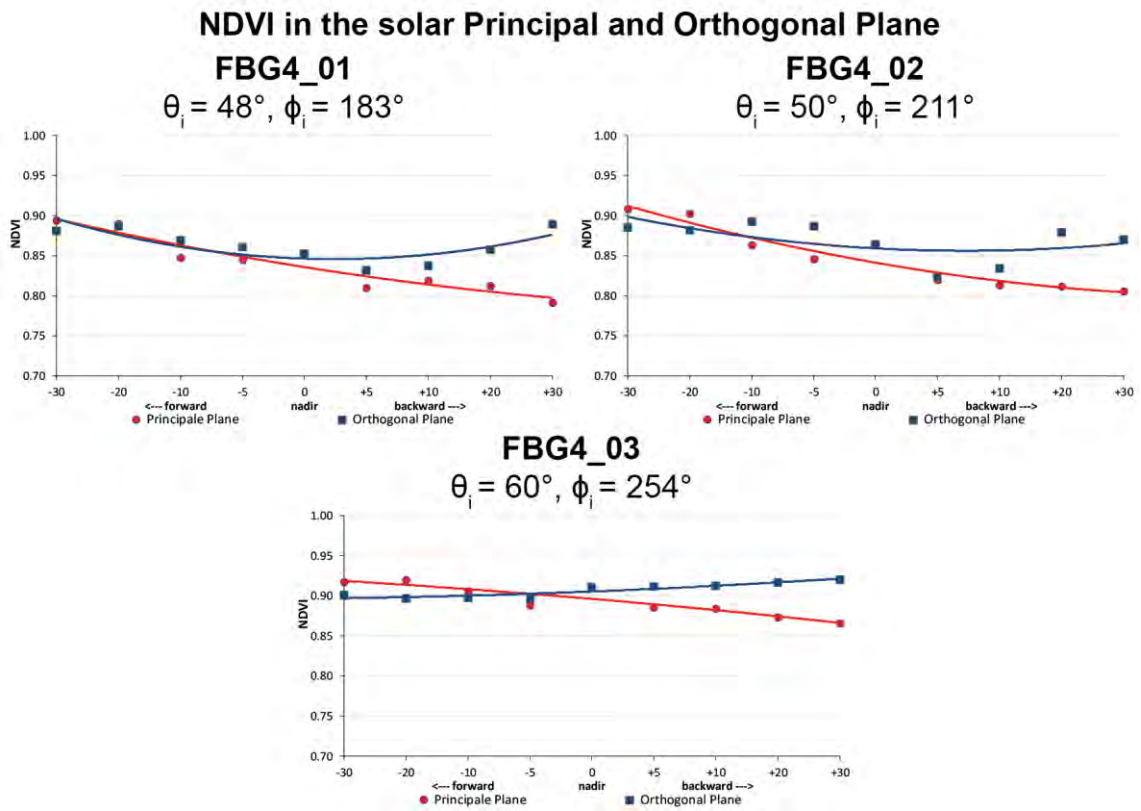 NDVI in the solar Principal and Orthogonal Plane
FBG4_01
θi = 48°, ϕi = 183°
1.00
0.95
0.90
0.85
0.80
0.75
0.70
NDVI
-30 -20 -10 -5 0 +5 +10 +20 +30
<--- forward nadir backward --->
Principale Plane Orthogonal Plane
FBG4_02
θi = 50°, ϕi = 211°
1.00
0.95
0.90
0.85
0.80
0.75
0.70
NDVI
-30 -20 -10 -5 0 +5 +10 +20 +30
<--- forward nadir backward --->
Principale Plane Orthogonal Plane
FBG4_03
θi = 60°, ϕi = 254°
1.00
0.95
0.90
0.85
0.80
0.75
0.70
NDVI
-30 -20 -10 -5 0 +5 +10 +20 +30
<--- forward nadir backward --->
Principale Plane Orthogonal Plane